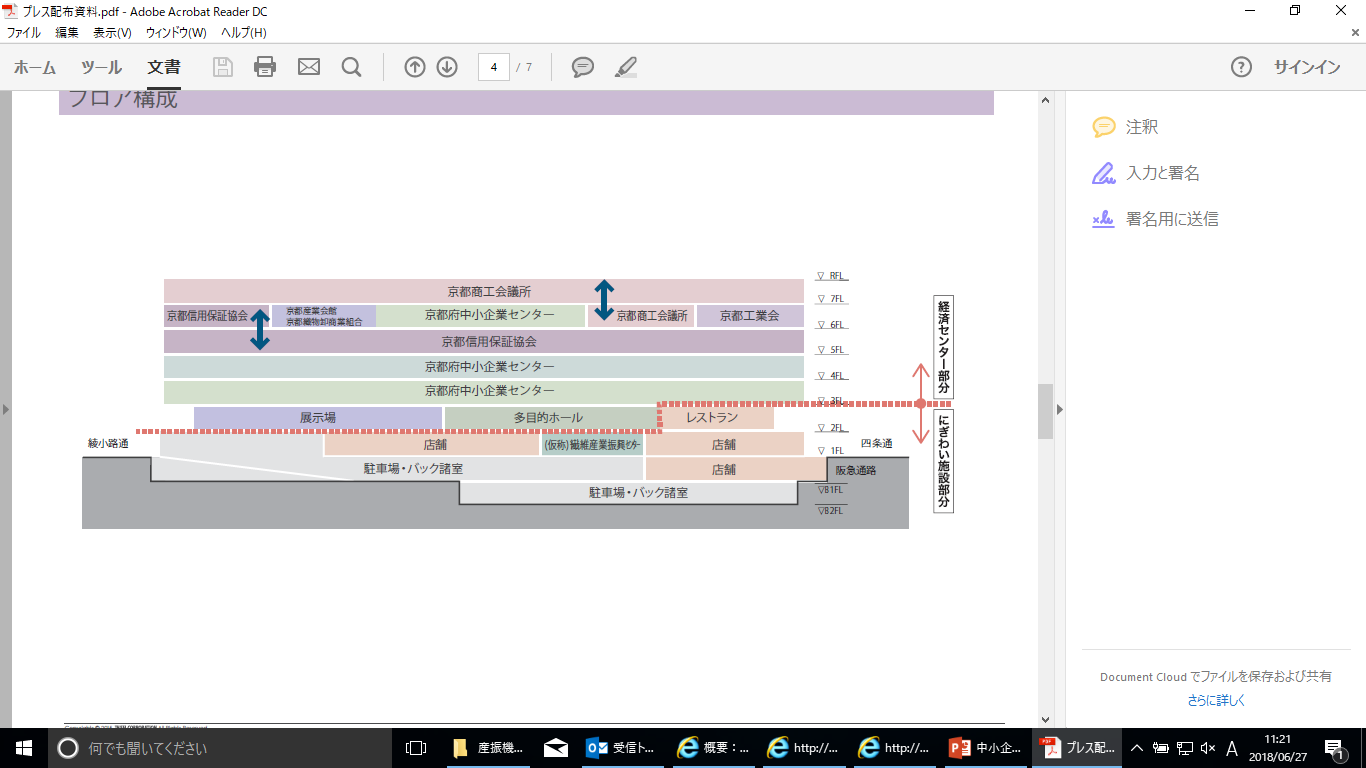 プレス配布資料.pdf - Adobe Acrobat Reader DC
ファイル 編集 表示(V) ウィンドウ(W) ヘルプ(H)
ホーム ツール 文書 4 / 7 サインイン
フロア構成
注釈
入力と署名
署名用に送信
京都商工会議所
▽ RFL
▽ 7FL
京都信用保証協会
京都産業会館
京都織物卸商業組合
京都府中小企業センター
京都商工会議所
京都工業会
▽ 6FL
京都信用保証協会
▽ 5FL
京都府中小企業センター
▽ 4FL
京都府中小企業センター
▽ 3FL
展示場
多目的ホール
レストラン
▽ 2FL
綾小路通
店舗
(仮称)繊維産業振興センター
店舗
▽ 1FL
四条通
駐車場・バック諸室
店舗
阪急通路
駐車場・バック諸室
▽B1FL
▽B2FL
経済センター部分
にぎわい施設部分
Document Cloud でファイルを保存および共有
さらに詳しく
何でも聞いてください
産振機...
受信ト...
概要：...
http://...
http://...
中小企...
プレス配...
A
11:21
2018/06/27
1